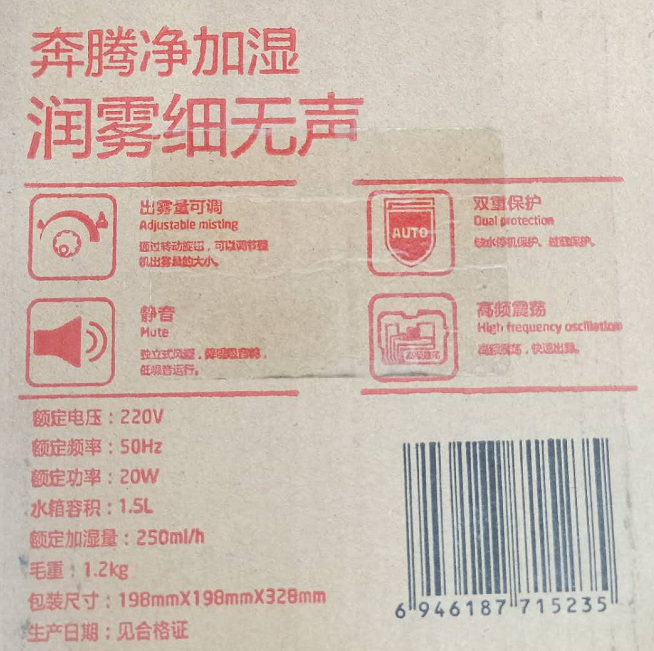 奔腾净加湿
润雾细无声
出雾量可调
Adjustable misting
通过转动旋钮，可以调节整
机出雾量的大小。
AUTO
双重保护
Dual protection
缺水停机保护、过温保护。
静音
Mute
独立式风道，
低噪音运行。
高频震荡
High frequency oscillation
高频震荡，快速出雾。
额定电压：220V
额定频率：50Hz
额定功率：20W
水箱容积：1.5L
额定加湿量：250ml/h
毛重：1.2kg
包装尺寸：198mmX198mmX328mm
生产日期：见合格证
6 946187 715235